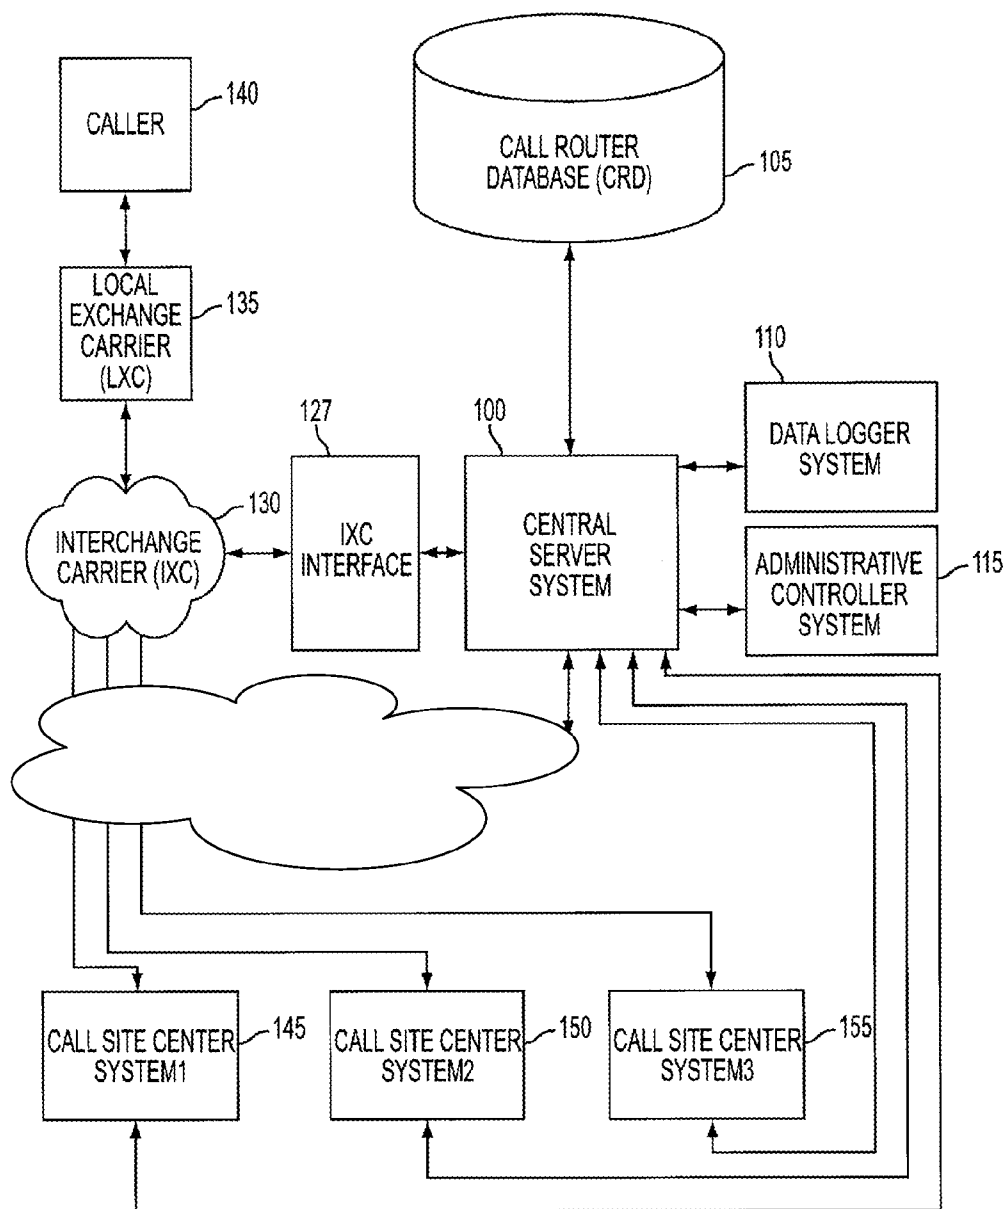 CALLER
140
CALL ROUTER
DATABASE (CRD)
105
LOCAL
EXCHANGE
CARRIER
(LXC)
135
110
DATA LOGGER
SYSTEM
127
IXC
INTERFACE
100
CENTRAL
SERVER
SYSTEM
130
INTERCHANGE
CARRIER (IXC)
ADMINISTRATIVE
CONTROLLER
SYSTEM
115
CALL SITE CENTER
SYSTEM1
145
CALL SITE CENTER
SYSTEM2
150
CALL SITE CENTER
SYSTEM3
155